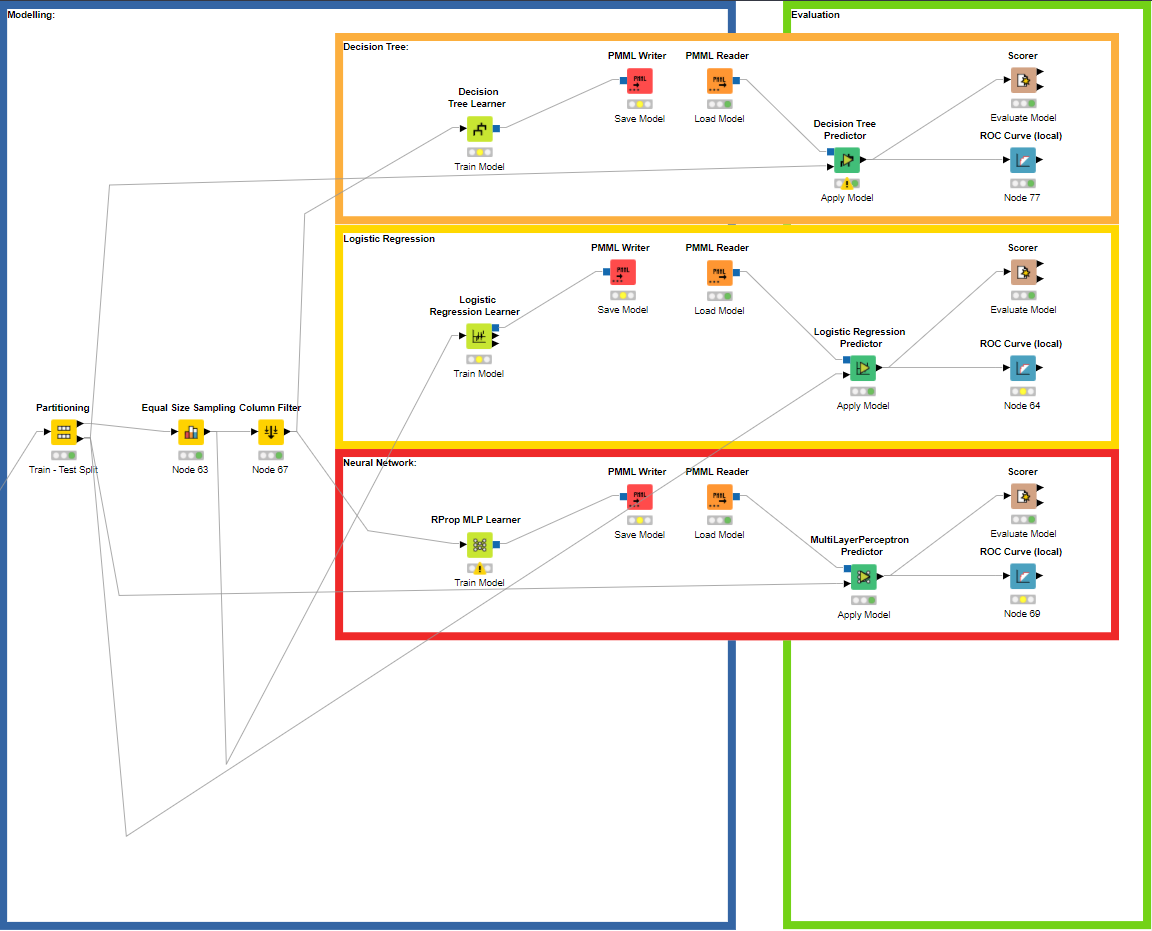 Modelling:
Evaluation
Decision Tree:
PMML Writer
PMML Reader
Scorer
Decision
Tree Learner
Save Model
Load Model
Evaluate Model
Decision Tree
Predictor
ROC Curve (local)
Train Model
Apply Model
Node 77
Logistic Regression
PMML Writer
PMML Reader
Scorer
Logistic
Regression Learner
Save Model
Load Model
Evaluate Model
Logistic Regression
Predictor
ROC Curve (local)
Train Model
Apply Model
Node 64
Partitioning
Equal Size Sampling
Column Filter
Train - Test Split
Node 63
Node 67
Neural Network:
PMML Writer
PMML Reader
Scorer
RProp MLP Learner
Save Model
Load Model
Evaluate Model
MultiLayerPerceptron
Predictor
ROC Curve (local)
Train Model
Apply Model
Node 69